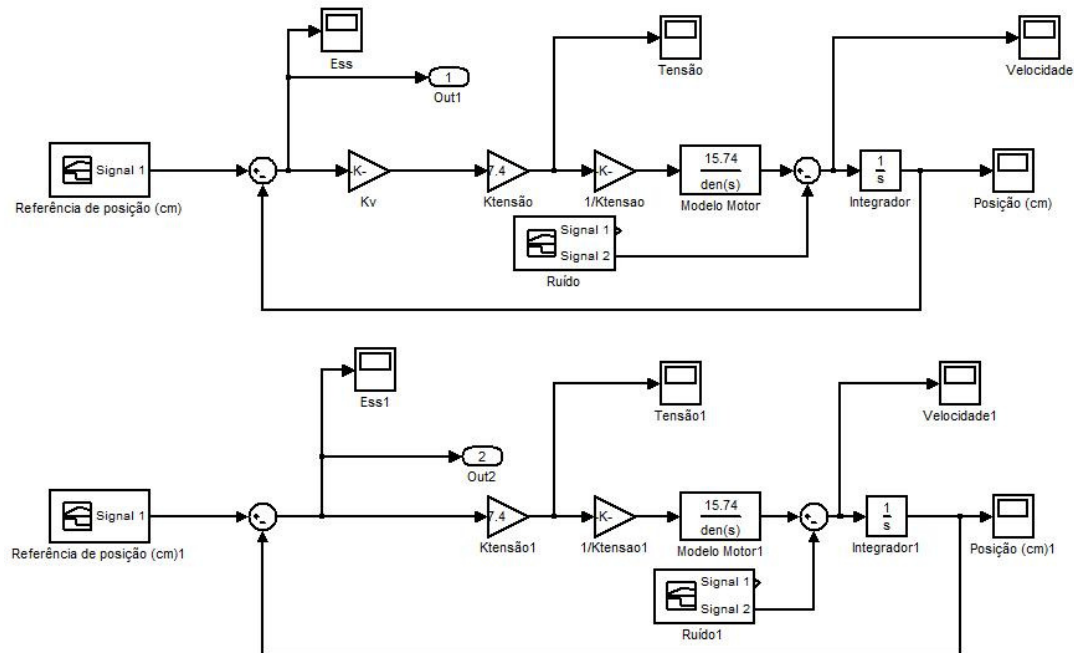 Ess
1
Out1
Tensão
Velocidade
Signal 1
Referência de posição (cm)
+
-
-K-
Kv
7.4
Ktensão
-K-
1/Ktensao
15.74
den(s)
Modelo Motor
+
-
1
s
Integrador
Posição (cm)
Signal 1
Signal 2
Ruído
Ess1
2
Out2
Tensão1
Velocidade1
Signal 1
Referência de posição (cm)1
+
-
7.4
Ktensão1
-K-
1/Ktensao1
15.74
den(s)
Modelo Motor1
+
-
1
s
Integrador1
Posição (cm)1
Signal 1
Signal 2
Ruído1